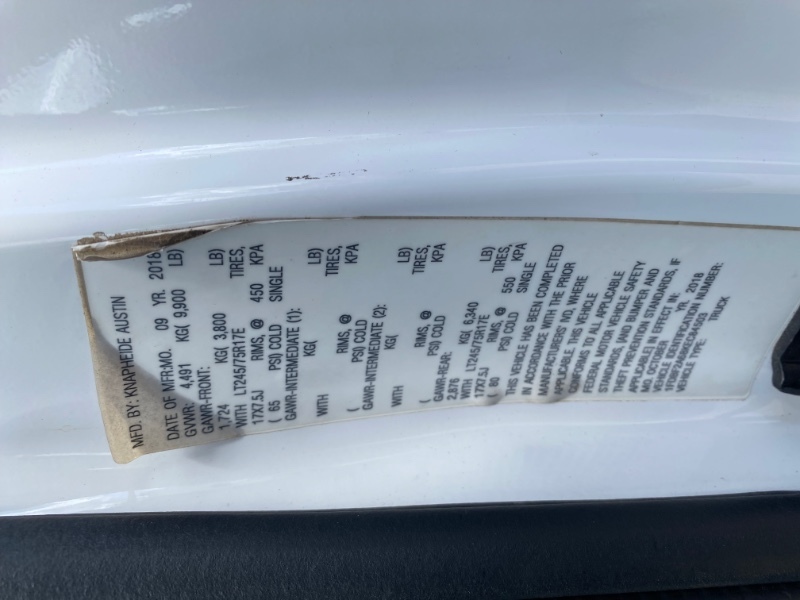 MFD. BY: KNAPHEIDE AUSTIN
DATE OF MFR:MO. 09 YR. 2018
GVWR: 4,491 KG( 9,900 LB)
GAWR-FRONT:
1,724 KG( 3,800 LB)
WITH LT245/75R17E TIRES,
17X7.5J RIMS, @ 450 KPA
( 65 PSI) COLD SINGLE
GAWR-INTERMEDIATE (1):
KG( LB)
WITH TIRES,
RIMS, @ KPA
( PSI) COLD
GAWR-INTERMEDIATE (2):
KG( LB)
WITH TIRES,
RIMS, @ KPA
( PSI) COLD
GAWR-REAR:
2,876 KG( 6,340 LB)
WITH LT245/75R17E TIRES,
17X7.5J RIMS, @ 550 KPA
( 80 PSI) COLD SINGLE
THIS VEHICLE HAS BEEN COMPLETED
IN ACCORDANCE WITH THE PRIOR
MANUFACTURERS' NO, WHERE
APPLICABLE. THIS VEHICLE
CONFORMS TO ALL APPLICABLE
FEDERAL MOTOR VEHICLE SAFETY
STANDARDS, [AND BUMPER AND
THEFT PREVENTION STANDARDS, IF
APPLICABLE] IN EFFECT IN:
MO. OCTOBER YR. 2018
VEHICLE IDENTIFICATION NUMBER:
VEHICLE TYPE: TRUCK